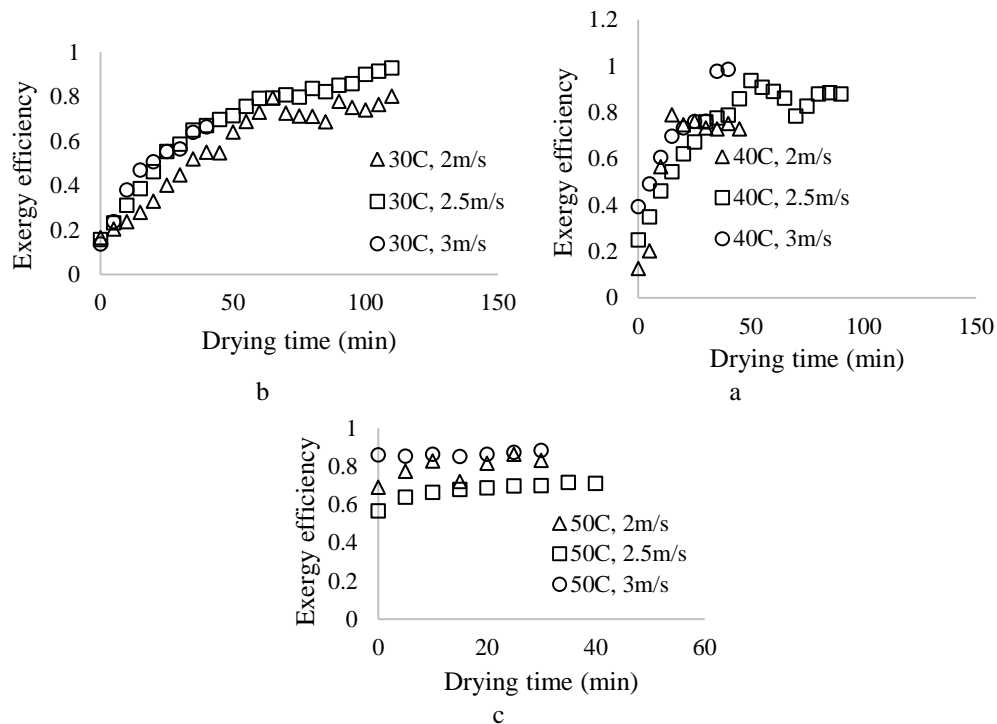 Exergy efficiency
1
0.8
0.6
0.4
0.2
0
0
50
100
150
30C, 2m/s
30C, 2.5m/s
30C, 3m/s
Drying time (min)
b
Exergy efficiency
1.2
1
0.8
0.6
0.4
0.2
0
0
50
100
150
40C, 2m/s
40C, 2.5m/s
40C, 3m/s
Drying time (min)
a
Exergy efficiency
1
0.8
0.6
0.4
0.2
0
0
20
40
60
50C, 2m/s
50C, 2.5m/s
50C, 3m/s
Drying time (min)
c